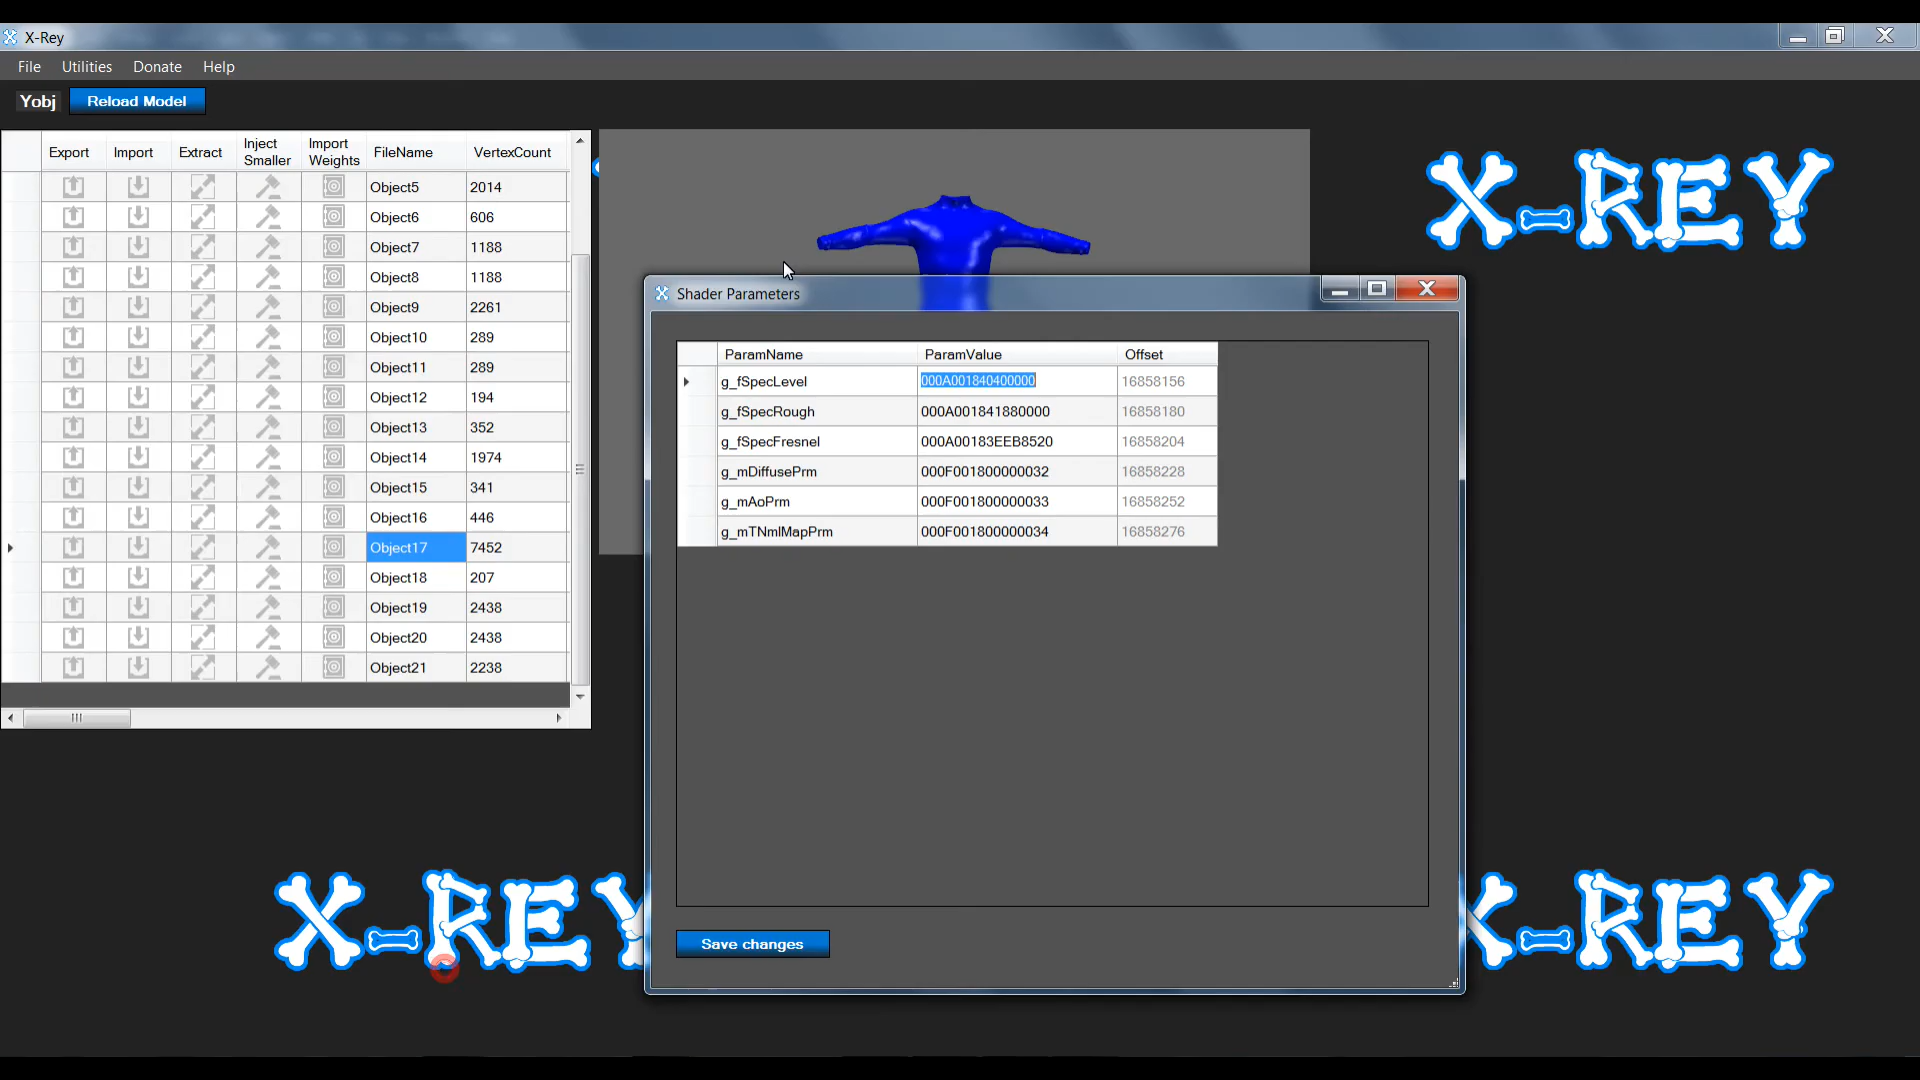 X-Rey
File Utilities Donate Help
Yobj Reload Model
Export Import Extract Inject Smaller Import Weights FileName VertexCount
Object5 2014
Object6 606
Object7 1188
Object8 1188
Object9 2261
Object10 289
Object11 289
Object12 194
Object13 352
Object14 1974
Object15 341
Object16 446
Object17 7452
Object18 207
Object19 2438
Object20 2438
Object21 2238
X-REY
Shader Parameters
ParamName ParamValue Offset
g_fSpecLevel 000A001840400000 16858156
g_fSpecRough 000A001841880000 16858180
g_fSpecFresnel 000A00183EEB8520 16858204
g_mDiffusePrm 000F001800000032 16858228
g_mAoPrm 000F001800000033 16858252
g_mTNmlMapPrm 000F001800000034 16858276
Save changes
X-REY
X-REY